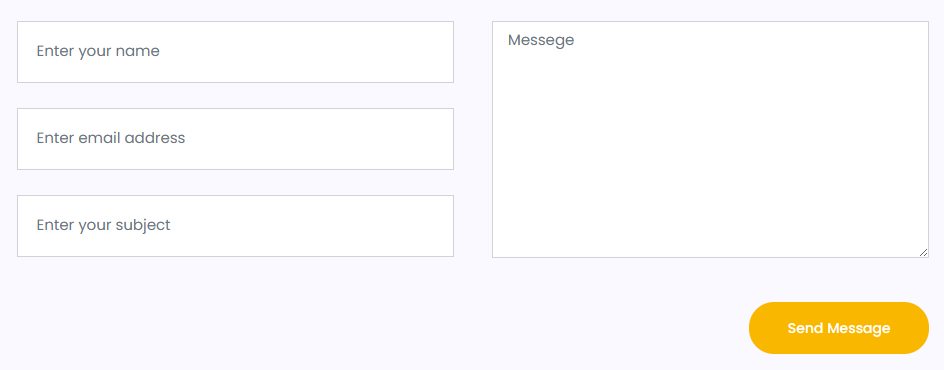 Enter your name
Enter email address
Enter your subject
Messege
Send Message